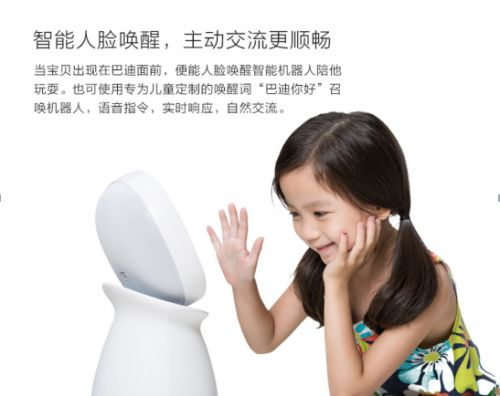 智能人脸唤醒，主动交流更顺畅
当宝贝出现在巴迪面前，便能人脸唤醒智能机器人陪他
玩耍。也可使用专为儿童定制的唤醒词“巴迪你好”召
唤机器人，语音指令，实时响应，自然交流。